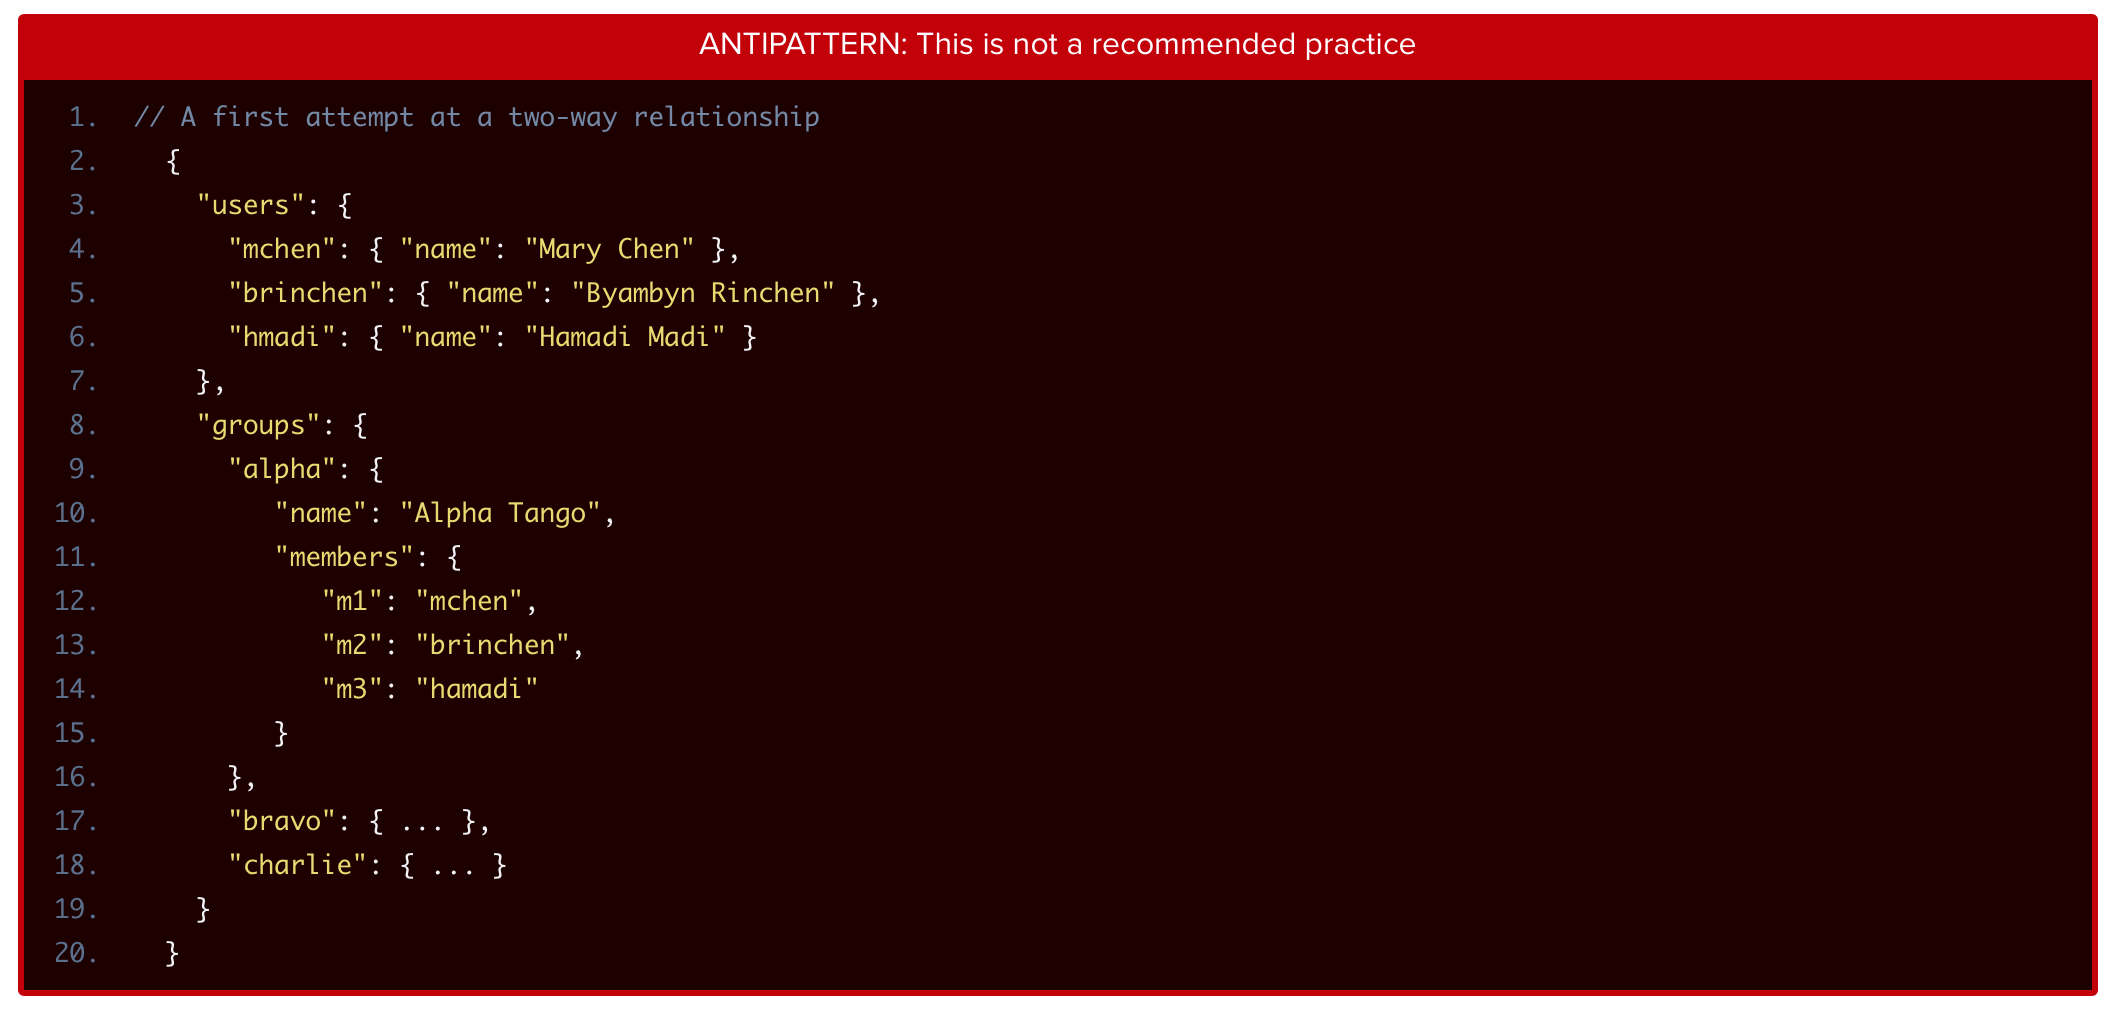 ANTIPATTERN: This is not a recommended practice
1. // A first attempt at a two-way relationship
2. {
3. "users": {
4. "mchen": { "name": "Mary Chen" },
5. "brinchen": { "name": "Byambyn Rinchen" },
6. "hmadi": { "name": "Hamadi Madi" }
7. },
8. "groups": {
9. "alpha": {
10. "name": "Alpha Tango",
11. "members": {
12. "m1": "mchen",
13. "m2": "brinchen",
14. "m3": "hamadi"
15. }
16. },
17. "bravo": { ... },
18. "charlie": { ... }
19. }
20. }